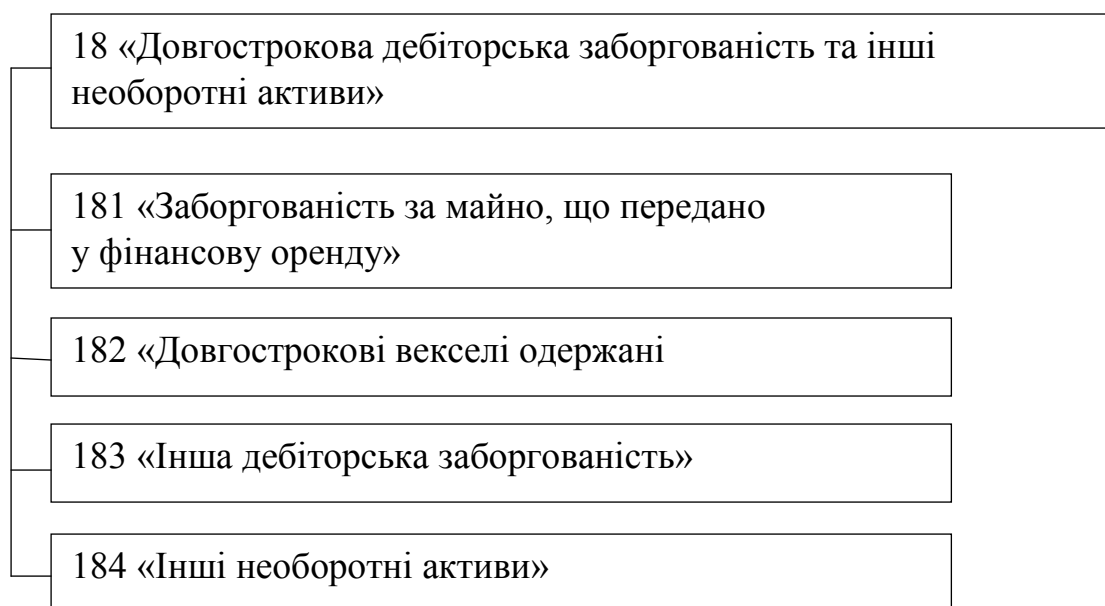 18 «Довгострокова дебіторська заборгованість та інші
необоротні активи»
181 «Заборгованість за майно, що передано
у фінансову оренду»
182 «Довгострокові векселі одержані
183 «Інша дебіторська заборгованість»
184 «Інші необоротні активи»